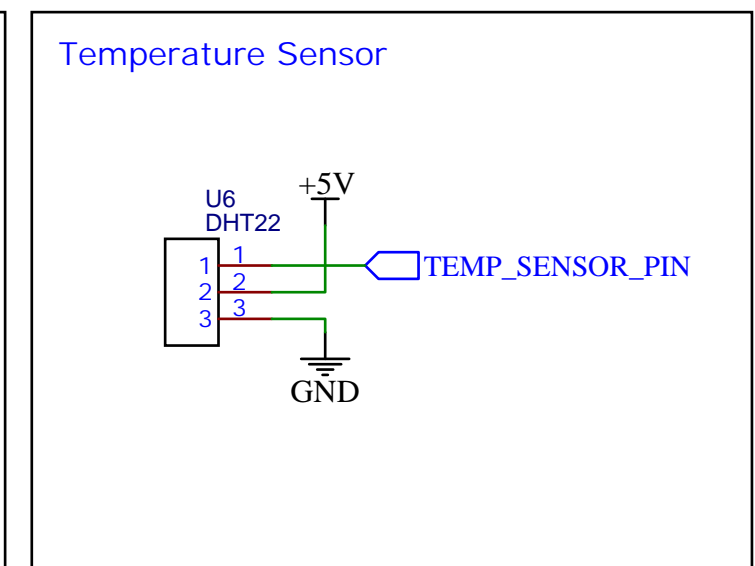 Temperature Sensor
+5V
U6
DHT22
1 1
TEMP_SENSOR_PIN
2 2
3 3
GND